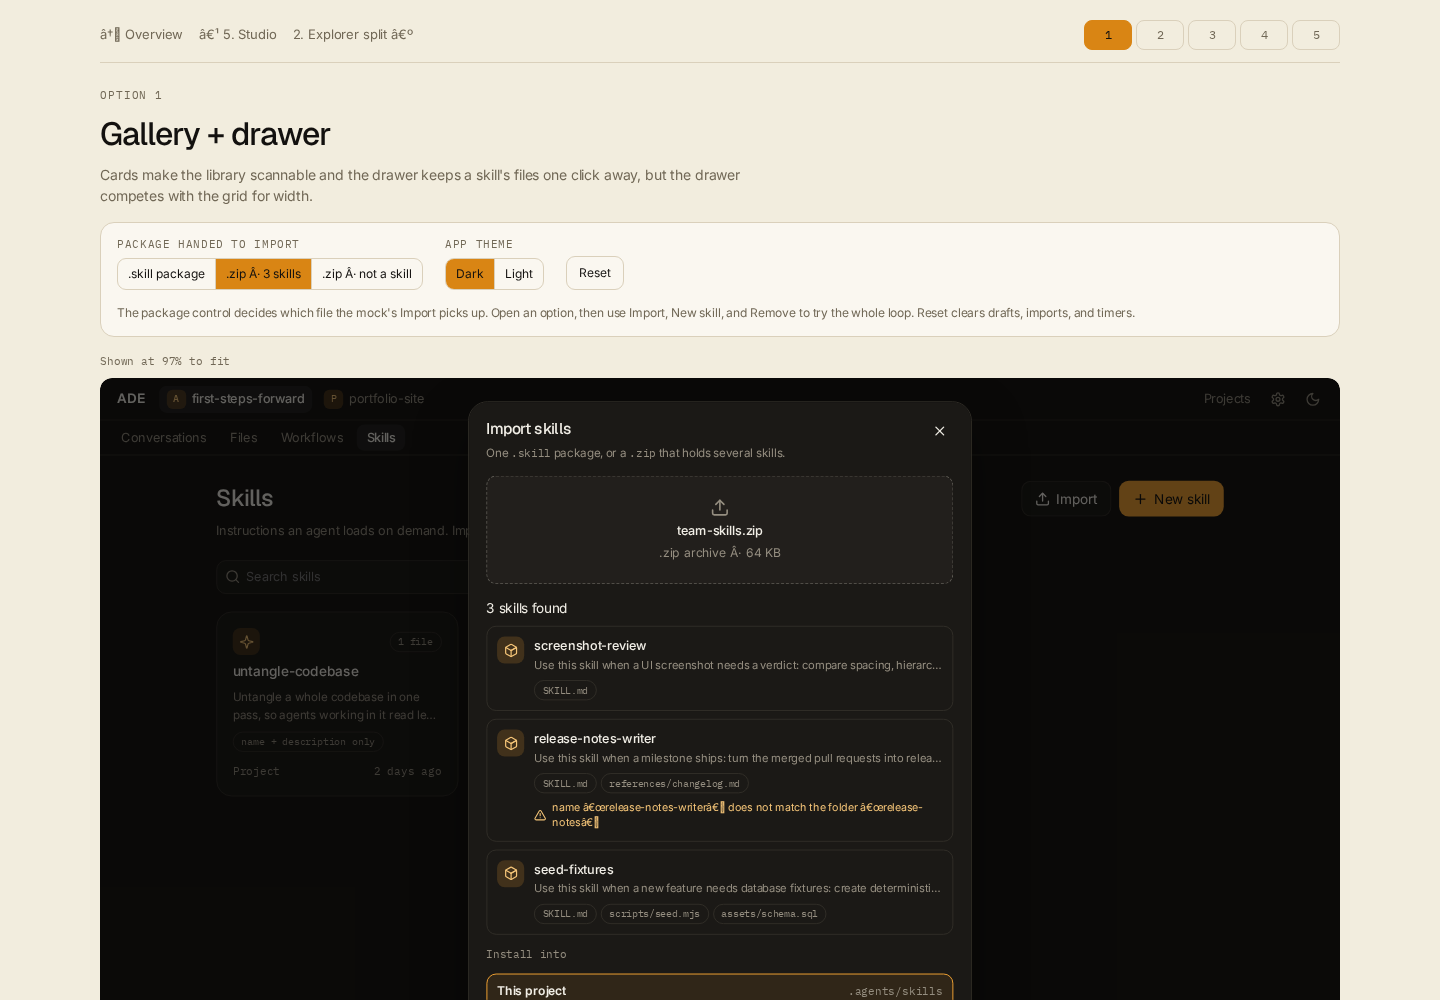 â†▯ Overview â€¹ 5. Studio 2. Explorer split â€º 1 2 3 4 5
OPTION 1
Gallery + drawer
Cards make the library scannable and the drawer keeps a skill's files one click away, but the drawer
competes with the grid for width.
PACKAGE HANDED TO IMPORT APP THEME
.skill package .zip Â· 3 skills .zip Â· not a skill Dark Light Reset
The package control decides which file the mock's Import picks up. Open an option, then use Import, New skill, and Remove to try the whole loop. Reset clears drafts, imports, and timers.
Shown at 97% to fit
ADE A first-steps-forward P portfolio-site Projects
Conversations Files Workflows Skills
Import skills
One .skill package, or a .zip that holds several skills.
Skills Import New skill
Instructions an agent loads on demand. Imp
Search skills
team-skills.zip
.zip archive Â· 64 KB
1 file
untangle-codebase
Untangle a whole codebase in one
pass, so agents working in it read le…
name + description only
Project 2 days ago
3 skills found
screenshot-review
Use this skill when a UI screenshot needs a verdict: compare spacing, hierarc…
SKILL.md
release-notes-writer
Use this skill when a milestone ships: turn the merged pull requests into relea…
SKILL.md references/changelog.md
name â€œrelease-notes-writerâ€▯ does not match the folder â€œrelease-
notesâ€▯
seed-fixtures
Use this skill when a new feature needs database fixtures: create deterministi…
SKILL.md scripts/seed.mjs assets/schema.sql
Install into
This project .agents/skills